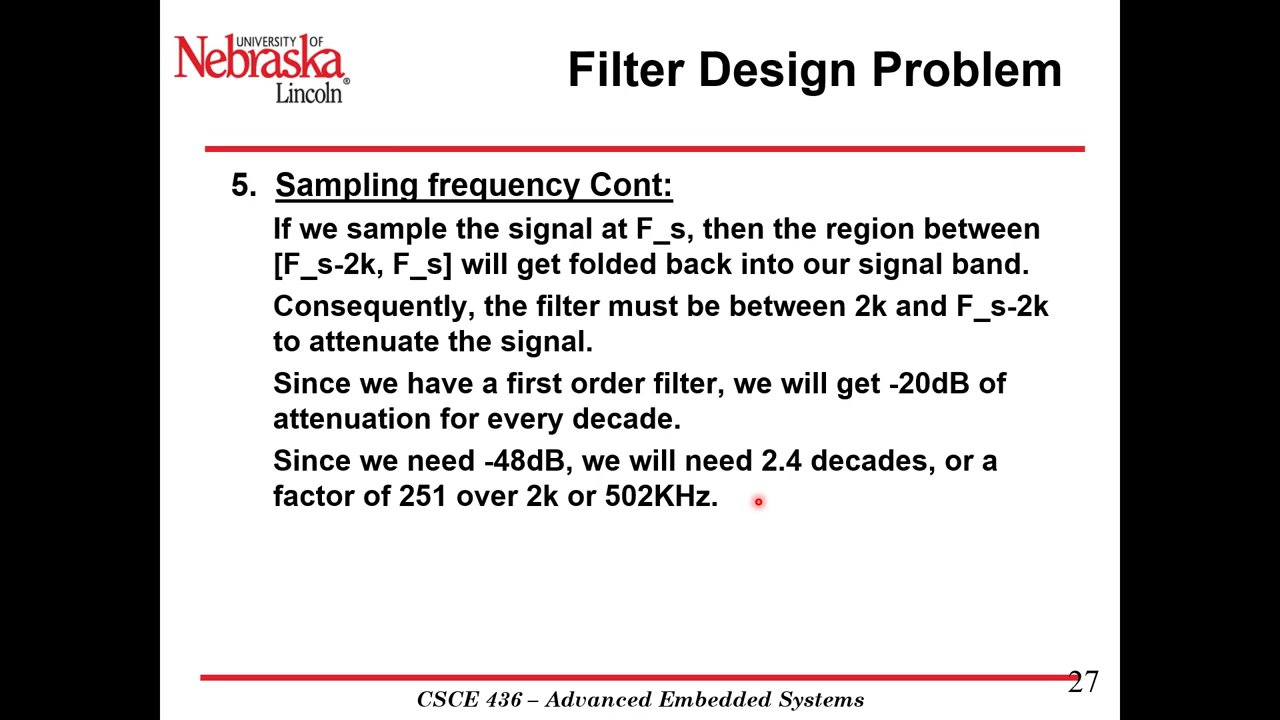 UNIVERSITY OF
Nebraska®
Lincoln
Filter Design Problem
5. Sampling frequency Cont:
If we sample the signal at F_s, then the region between
[F_s-2k, F_s] will get folded back into our signal band.
Consequently, the filter must be between 2k and F_s-2k
to attenuate the signal.
Since we have a first order filter, we will get -20dB of
attenuation for every decade.
Since we need -48dB, we will need 2.4 decades, or a
factor of 251 over 2k or 502KHz.
27
CSCE 436 – Advanced Embedded Systems